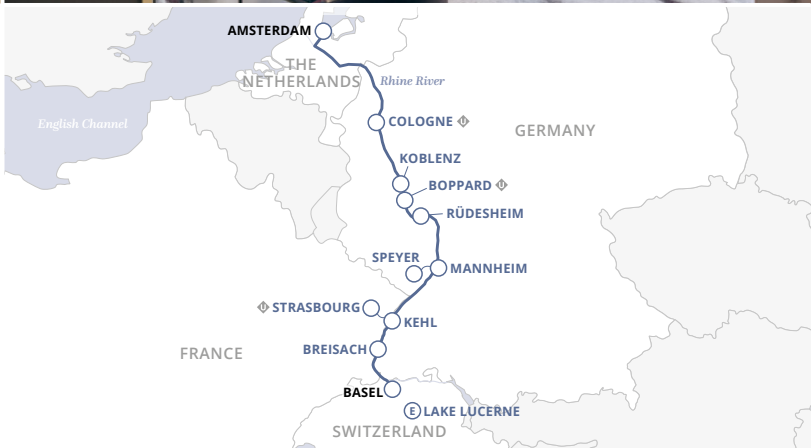 AMSTERDAM
THE
NETHERLANDS
Rhine River
English Channel
COLOGNE U
GERMANY
KOBLENZ
BOPPARD U
RÜDESHEIM
SPEYER
MANNHEIM
U STRASBOURG
KEHL
FRANCE
BREISACH
BASEL
E LAKE LUCERNE
SWITZERLAND